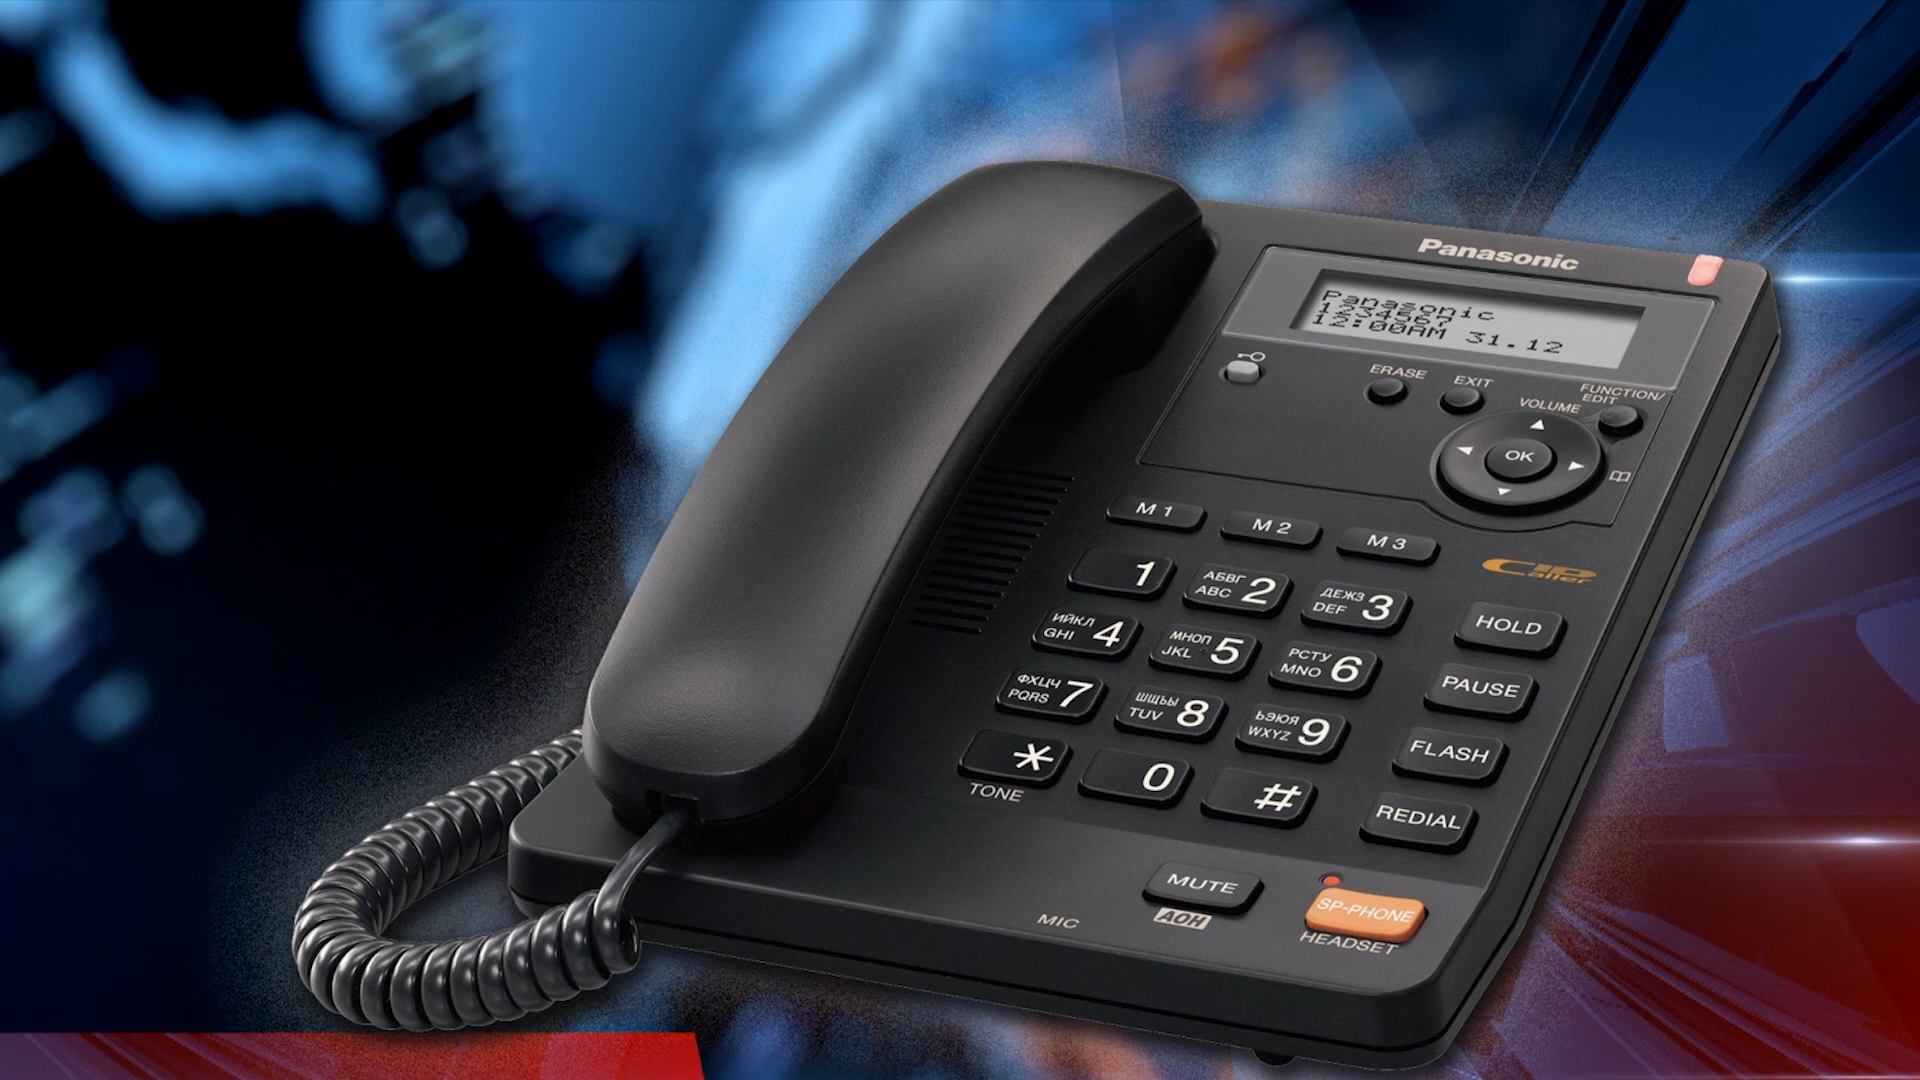 Panasonic
Panasonic
1234567
12:00AM 31.12
ERASE
EXIT
FUNCTION/
EDIT
VOLUME
OK
M 1
M 2
M 3
Caller ID
1
АБВГ
ABC 2
ДЕЖЗ
DEF 3
HOLD
ИЙКЛ
GHI 4
МНОП
JKL 5
РСТУ
MNO 6
PAUSE
ФХЦЧ
PQRS 7
ШЩЪЫ
TUV 8
ЬЭЮЯ
WXYZ 9
FLASH
*
TONE
0
#
REDIAL
MIC
MUTE
АОН
SP-PHONE
HEADSET